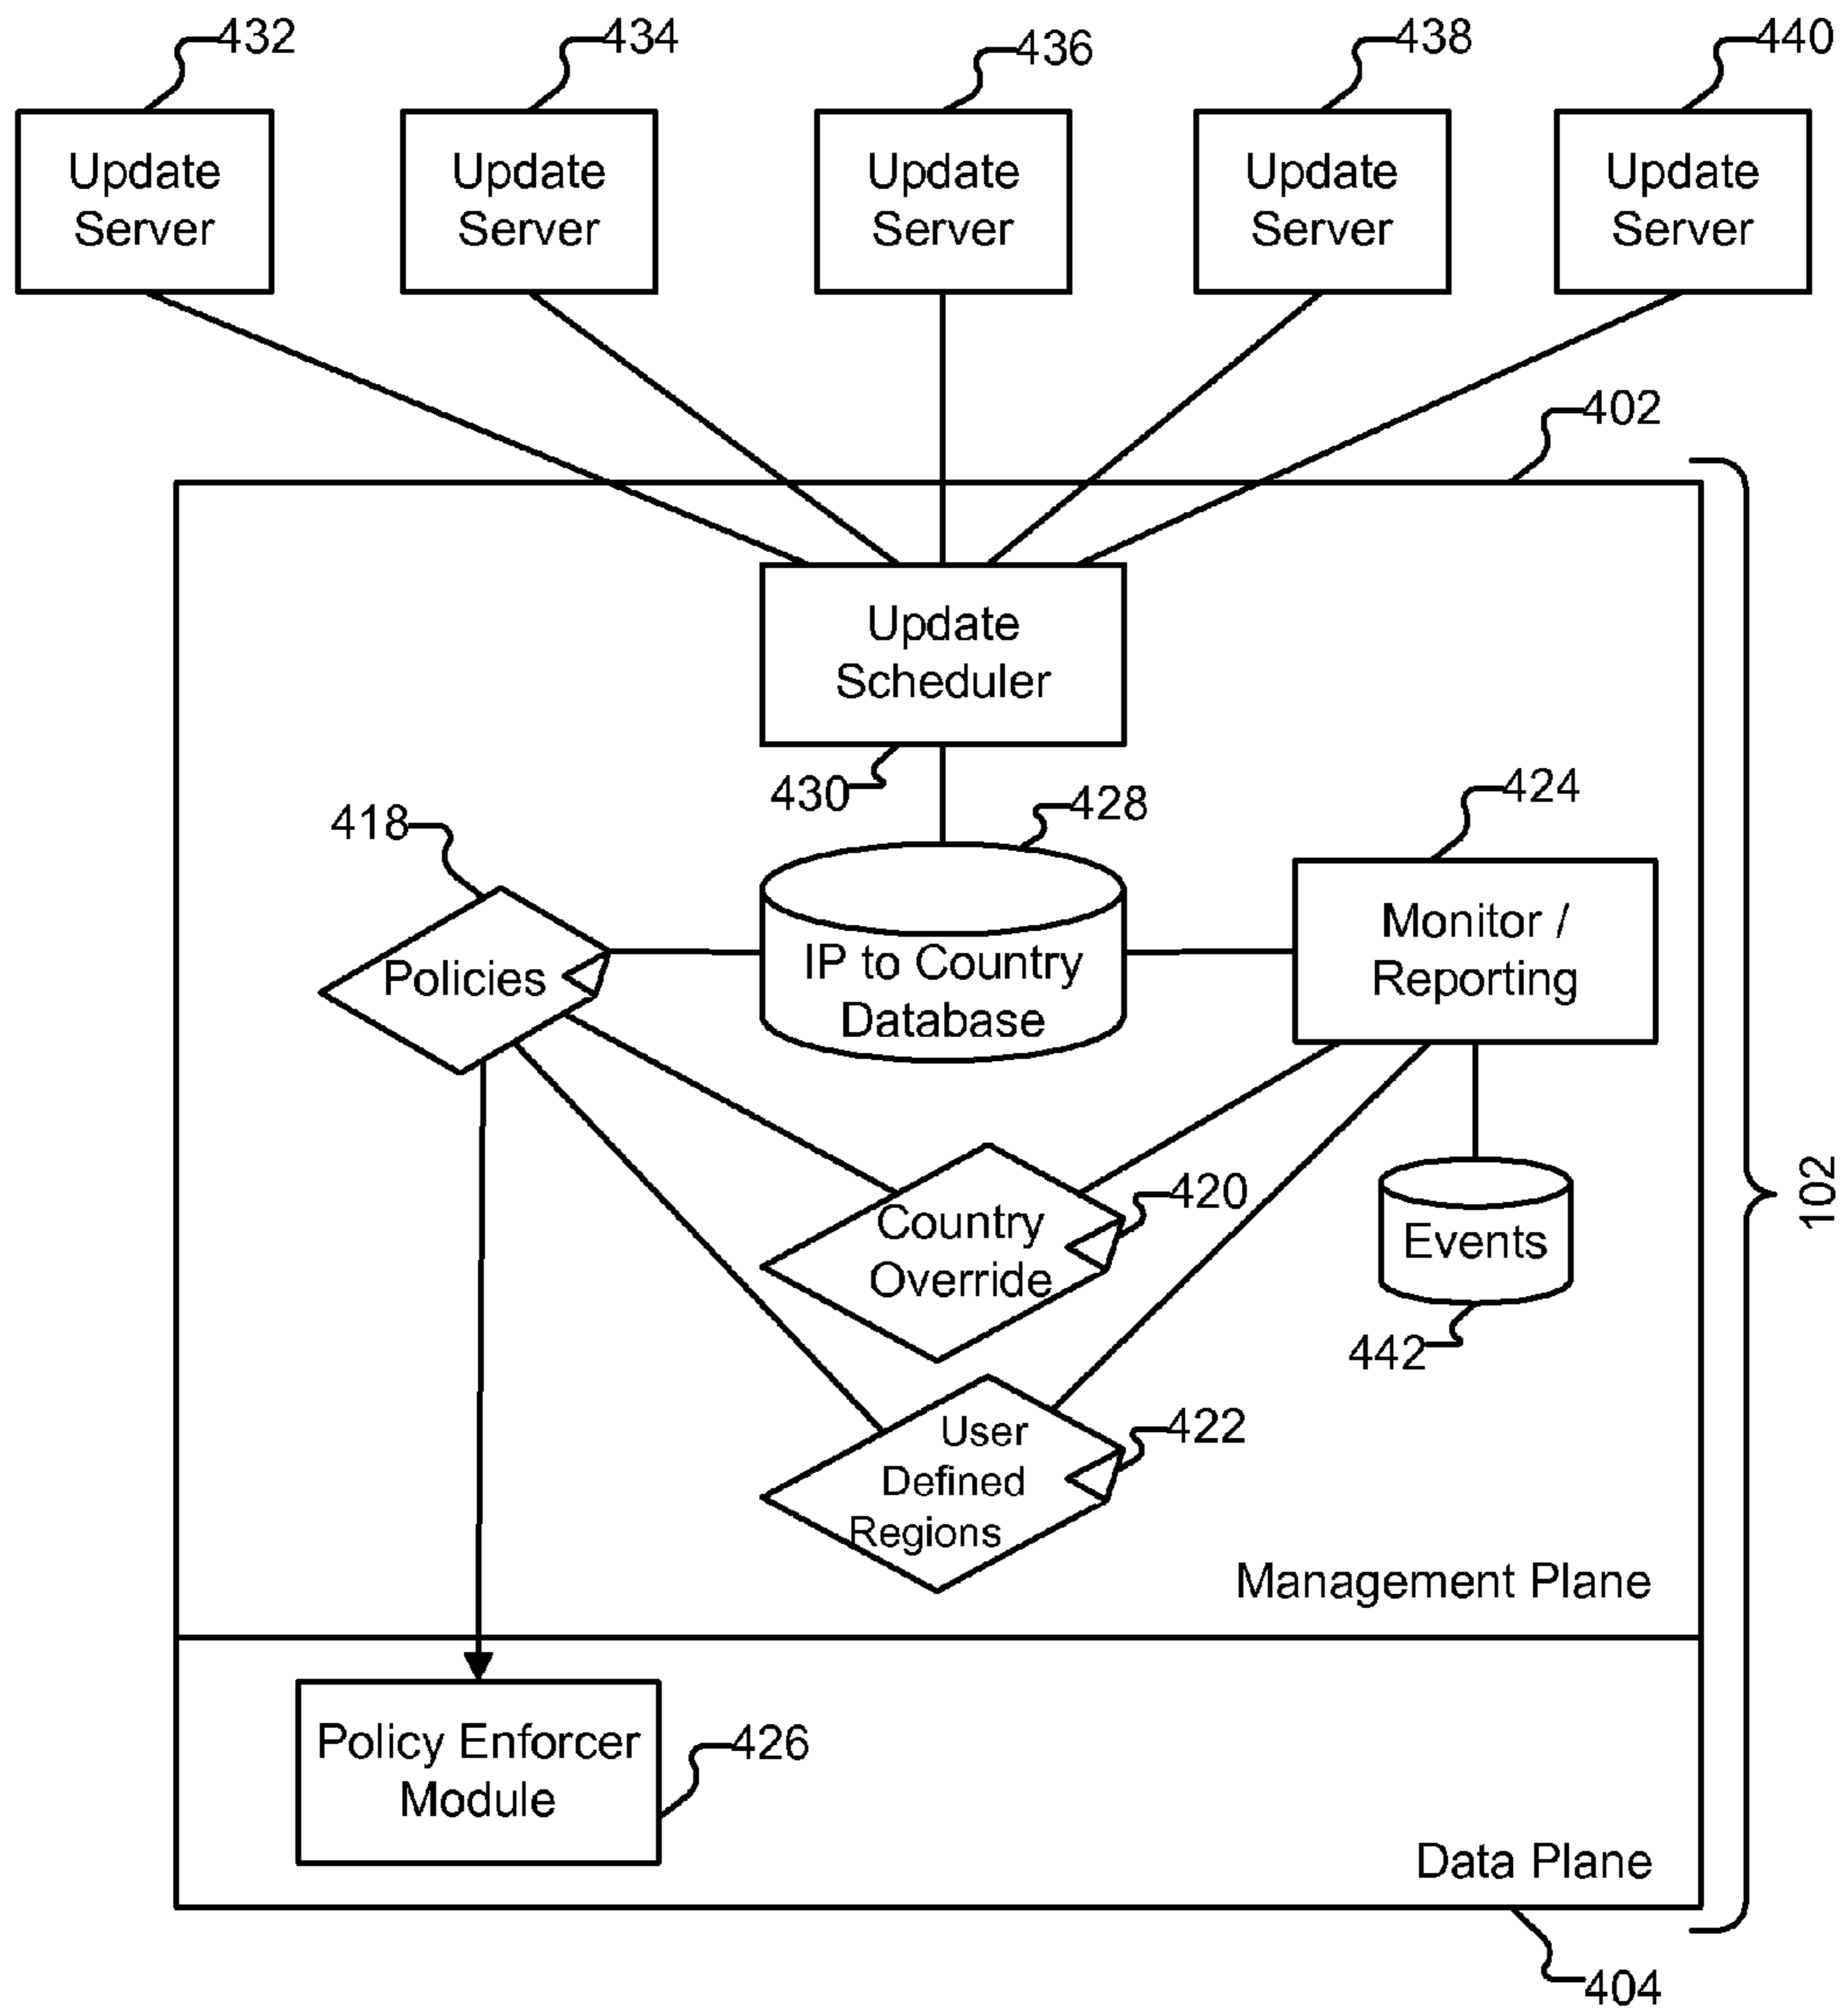 432
434
436
438
440
Update
Server
Update
Server
Update
Server
Update
Server
Update
Server
402
Update
Scheduler
430
428
424
418
Policies
IP to Country
Database
Monitor /
Reporting
420
Country
Override
Events
442
102
422
User
Defined
Regions
Management Plane
Policy Enforcer
Module
426
Data Plane
404